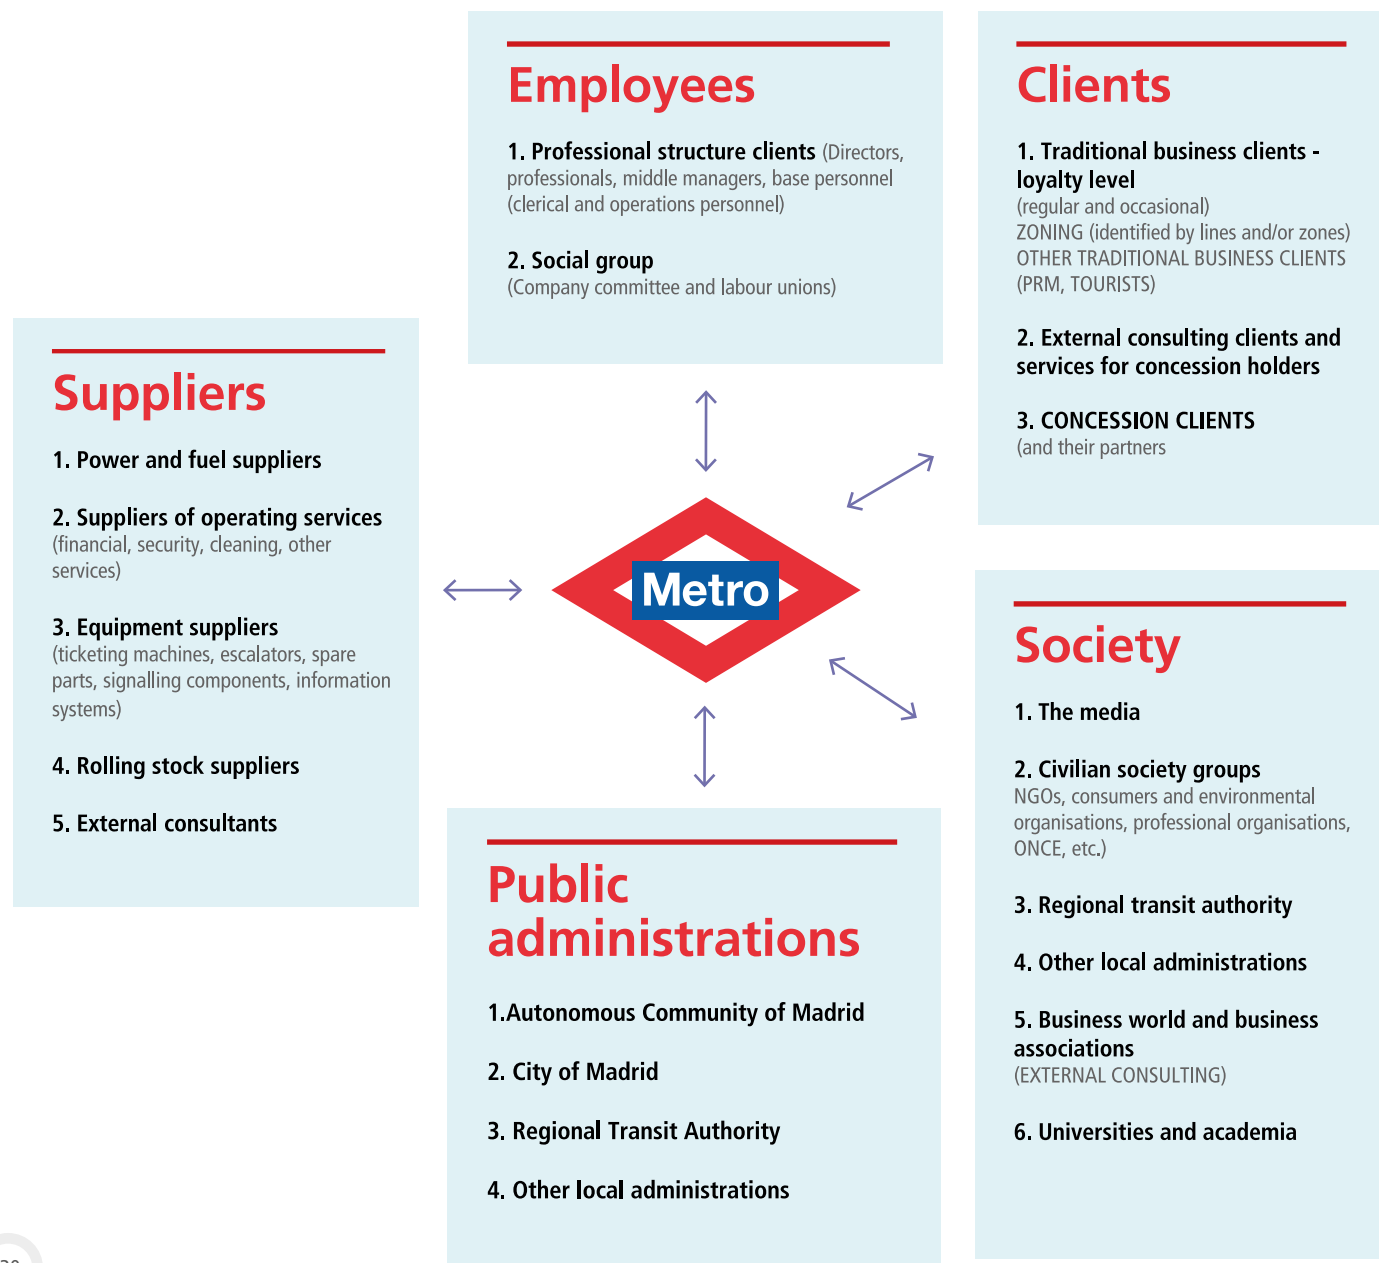 Employees
1. Professional structure clients (Directors,
professionals, middle managers, base personnel
(clerical and operations personnel)
2. Social group
(Company committee and labour unions)
Clients
1. Traditional business clients -
loyalty level
(regular and occasional)
ZONING (identified by lines and/or zones)
OTHER TRADITIONAL BUSINESS CLIENTS
(PRM, TOURISTS)
2. External consulting clients and
services for concession holders
3. CONCESSION CLIENTS
(and their partners
Suppliers
1. Power and fuel suppliers
2. Suppliers of operating services
(financial, security, cleaning, other
services)
3. Equipment suppliers
(ticketing machines, escalators, spare
parts, signalling components, information
systems)
4. Rolling stock suppliers
5. External consultants
Metro
Society
1. The media
2. Civilian society groups
NGOs, consumers and environmental
organisations, professional organisations,
ONCE, etc.)
3. Regional transit authority
4. Other local administrations
5. Business world and business
associations
(EXTERNAL CONSULTING)
6. Universities and academia
Public
administrations
1.Autonomous Community of Madrid
2. City of Madrid
3. Regional Transit Authority
4. Other local administrations